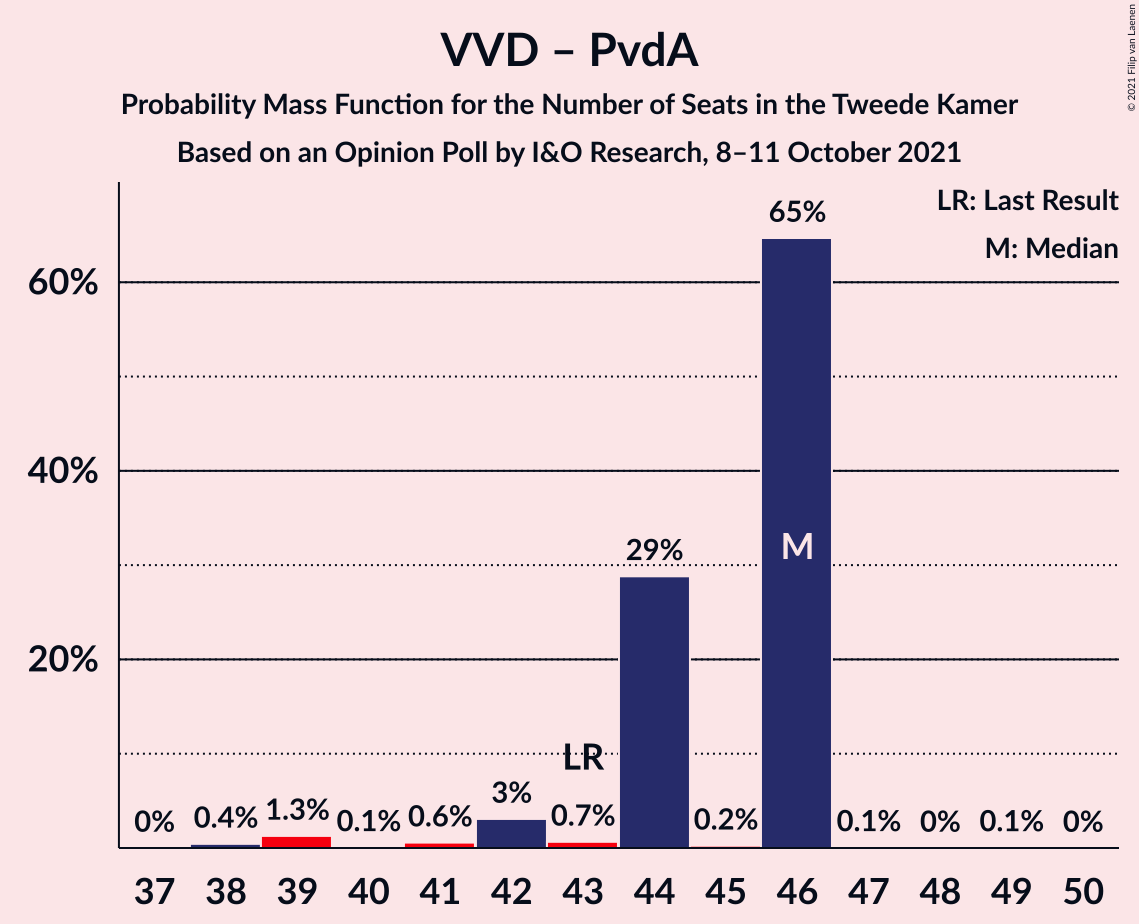 VVD – PvdA
Probability Mass Function for the Number of Seats in the Tweede Kamer
Based on an Opinion Poll by I&O Research, 8–11 October 2021
© 2021 Filip van Laenen
LR: Last Result
M: Median
60%
40%
20%
0%
0.4%
1.3%
0.1%
0.6%
3%
0.7%
LR
29%
0.2%
65%
M
0.1%
0%
0.1%
0%
37 38 39 40 41 42 43 44 45 46 47 48 49 50